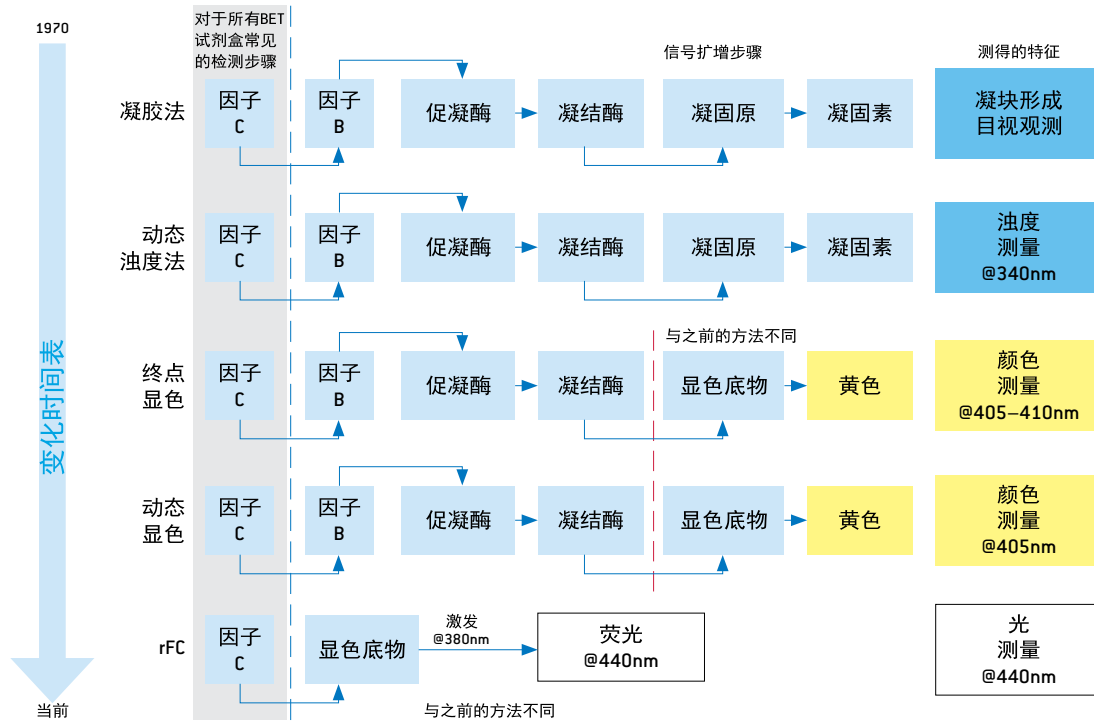 1970
对于所有BET
试剂盒常见
的检测步骤
信号扩增步骤
测得的特征
凝胶法
因子
C
因子
B
促凝酶
凝结酶
凝固原
凝固素
凝块形成
目视观测
动态
浊度法
因子
C
因子
B
促凝酶
凝结酶
凝固原
凝固素
浊度
测量
@340nm
变化时间表
与之前的方法不同
终点
显色
因子
C
因子
B
促凝酶
凝结酶
显色底物
黄色
颜色
测量
@405–410nm
动态
显色
因子
C
因子
B
促凝酶
凝结酶
显色底物
黄色
颜色
测量
@405nm
rFC
因子
C
显色底物
激发
@380nm
荧光
@440nm
光
测量
@440nm
当前
与之前的方法不同